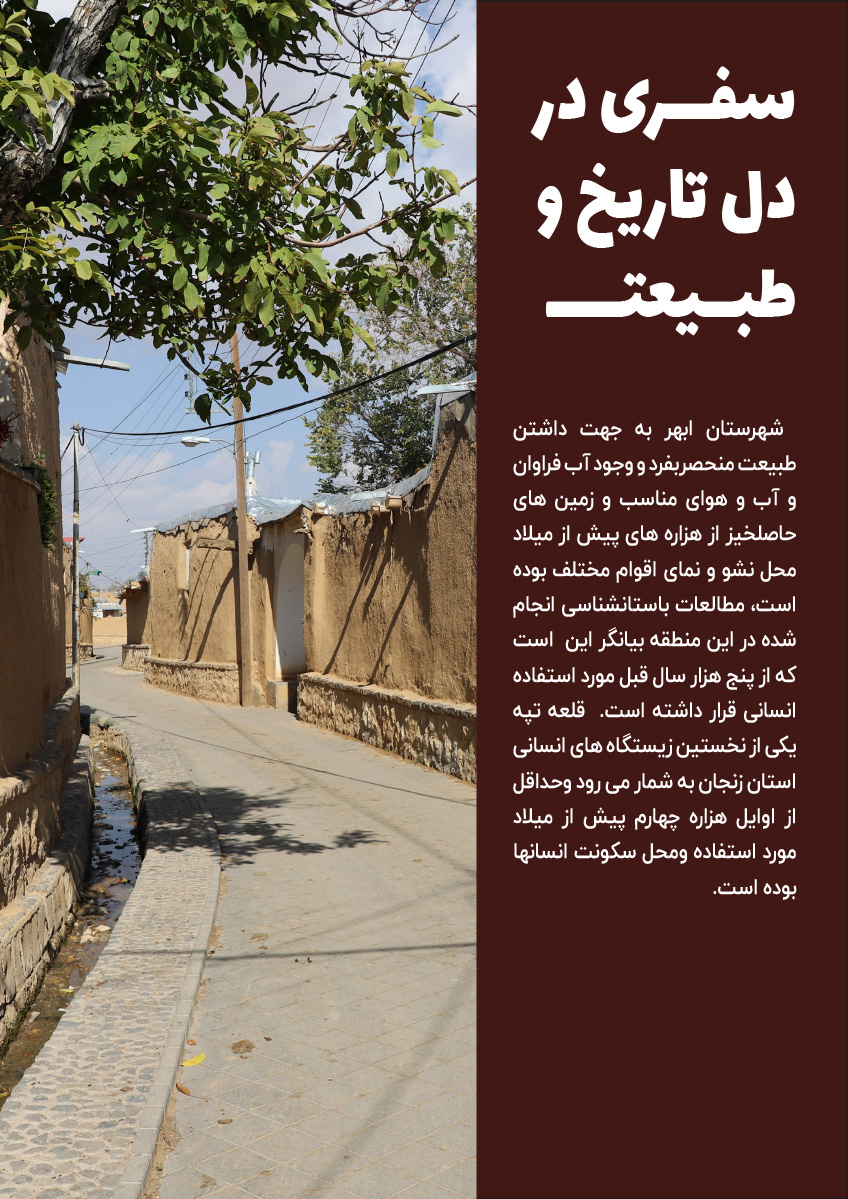 سفری در
دل تاریخ و
طبیعت
شهرستان ابهر به جهت داشتن
طبیعت منحصربفرد و وجود آب فراوان
و آب و هوای مناسب و زمین های
حاصلخیز از هزاره های پیش از میلاد
محل نشو و نمای اقوام مختلف بوده
است، مطالعات باستانشناسی انجام
شده در این منطقه بیانگر این است
که از پنج هزار سال قبل مورد استفاده
انسانی قرار داشته است. قلعه تپه
یکی از نخستین زیستگاه های انسانی
استان زنجان به شمار می رود وحداقل
از اوایل هزاره چهارم پیش از میلاد
مورد استفاده ومحل سکونت انسانها
بوده است.